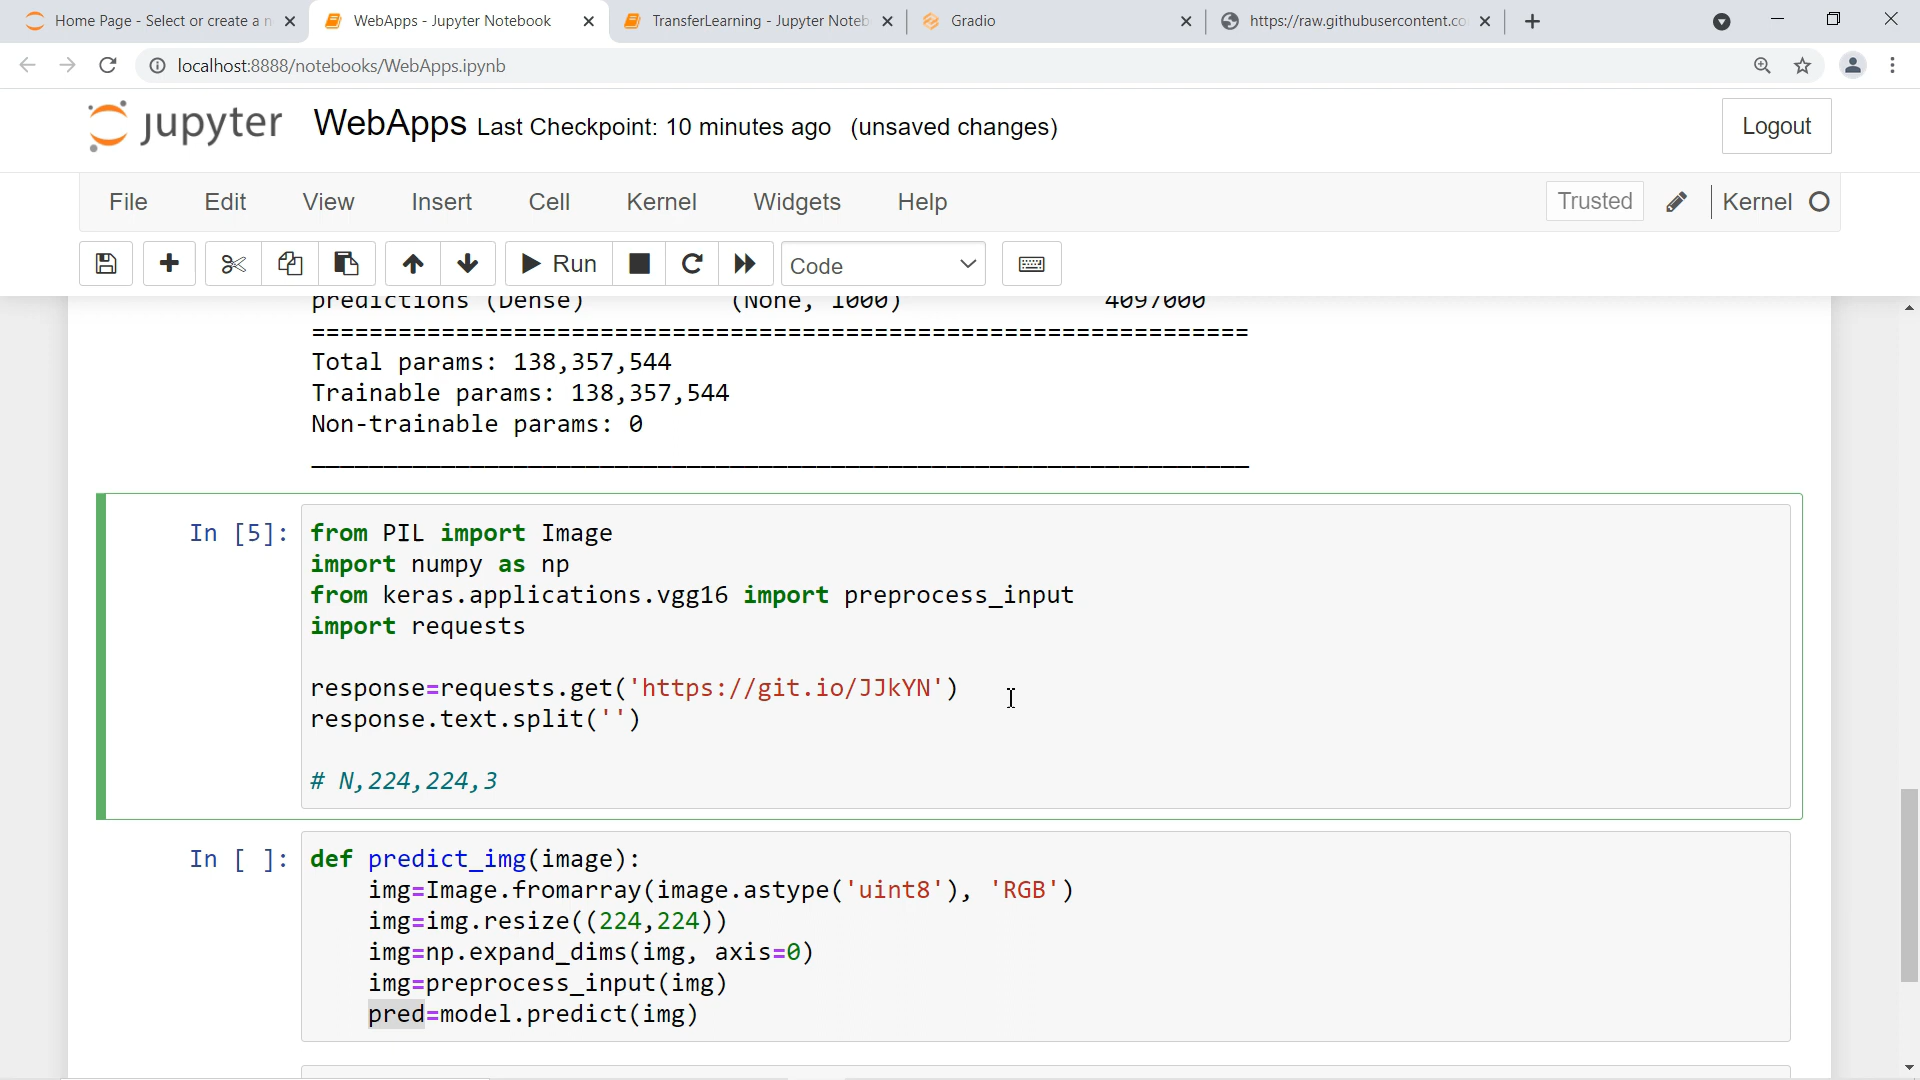 Home Page - Select or create a n
WebApps - Jupyter Notebook
TransferLearning - Jupyter Noteb
Gradio
https://raw.githubusercontent.co
localhost:8888/notebooks/WebApps.ipynb
jupyter WebApps Last Checkpoint: 10 minutes ago (unsaved changes)
Logout
File Edit View Insert Cell Kernel Widgets Help
Trusted
Kernel
Run
Code
predictions (Dense) (None, 1000) 4097000
=================================================================
Total params: 138,357,544
Trainable params: 138,357,544
Non-trainable params: 0
_________________________________________________________________
In [5]: from PIL import Image
import numpy as np
from keras.applications.vgg16 import preprocess_input
import requests
response=requests.get('https://git.io/JJkYN')
response.text.split('')
# N,224,224,3
In [ ]: def predict_img(image):
img=Image.fromarray(image.astype('uint8'), 'RGB')
img=img.resize((224,224))
img=np.expand_dims(img, axis=0)
img=preprocess_input(img)
pred=model.predict(img)